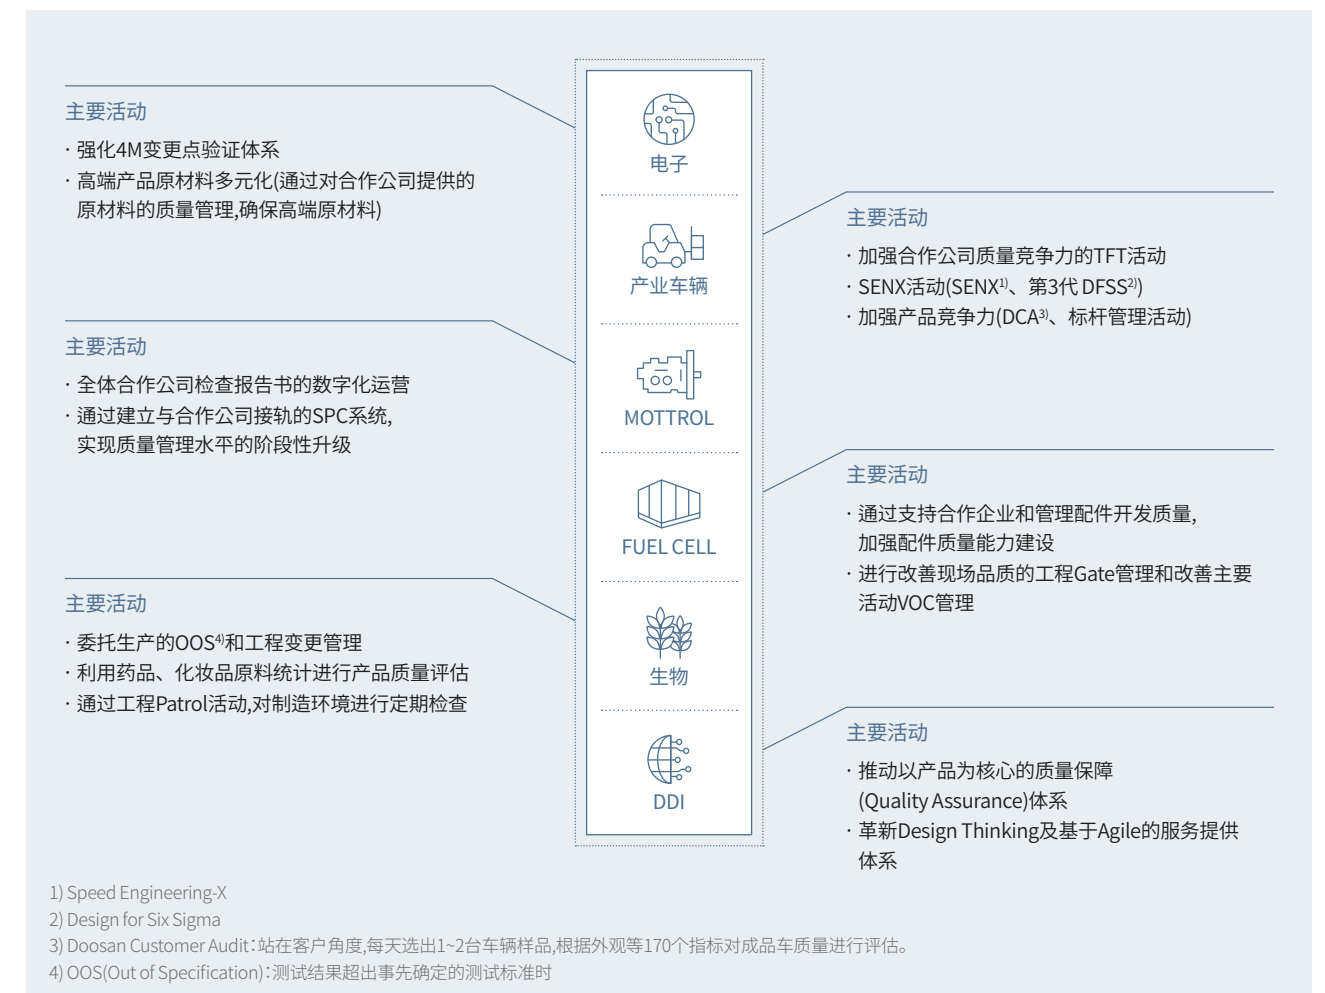 主要活动
· 强化4M变更点验证体系
· 高端产品原材料多元化(通过对合作公司提供的
原材料的质量管理,确保高端原材料)
电子
主要活动
· 加强合作公司质量竞争力的TFT活动
· SENX活动(SENX1)、第3代 DFSS2))
· 加强产品竞争力(DCA3)、标杆管理活动)
产业车辆
主要活动
· 全体合作公司检查报告书的数字化运营
· 通过建立与合作公司接轨的SPC系统,
实现质量管理水平的阶段性升级
MOTTROL
主要活动
· 通过支持合作企业和管理配件开发质量,
加强配件质量能力建设
· 进行改善现场品质的工程Gate管理和改善主要
活动VOC管理
FUEL CELL
主要活动
· 委托生产的OOS4)和工程变更管理
· 利用药品、化妆品原料统计进行产品质量评估
· 通过工程Patrol活动,对制造环境进行定期检查
生物
主要活动
· 推动以产品为核心的质量保障
(Quality Assurance)体系
· 革新Design Thinking及基于Agile的服务提供
体系
DDI
1) Speed Engineering-X
2) Design for Six Sigma
3) Doosan Customer Audit：站在客户角度,每天选出1~2台车辆样品,根据外观等170个指标对成品车质量进行评估。
4) OOS(Out of Specification)：测试结果超出事先确定的测试标准时